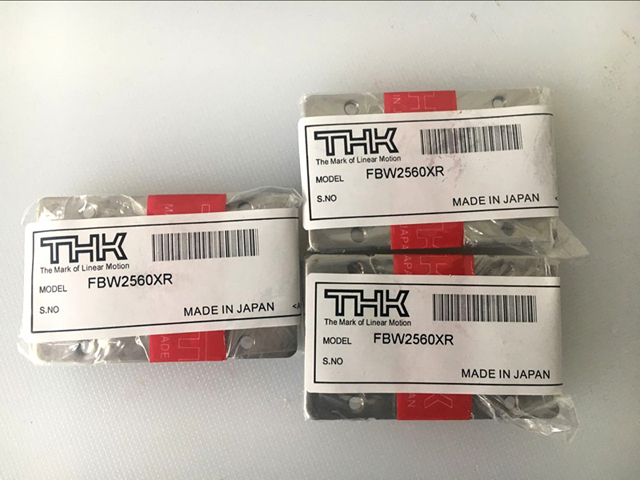 THK
The Mark of Linear Motion
MODEL FBW2560XR
S.NO
MADE IN JAPAN
THK
The Mark of Linear Motion
MODEL FBW2560XR
S.NO
MADE IN JAPAN <A
THK
The Mark of Linear Motion
MODEL FBW2560XR
S.NO
MADE IN JAPAN